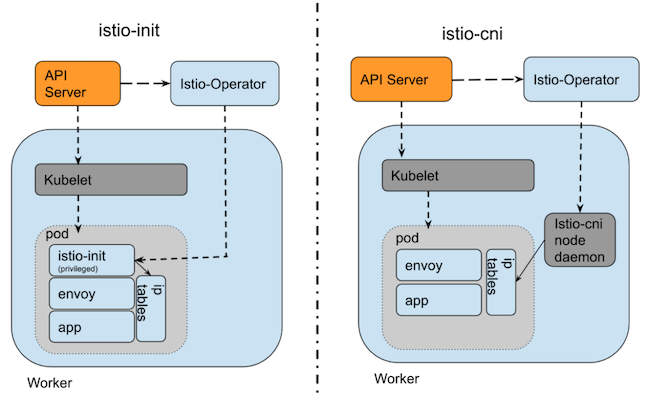 istio-init
API
Server
Istio-Operator
Kubelet
pod
istio-init
(privileged)
envoy
app
ip
tables
Worker
istio-cni
API Server
Istio-Operator
Kubelet
pod
envoy
app
ip
tables
Istio-cni
node
daemon
Worker